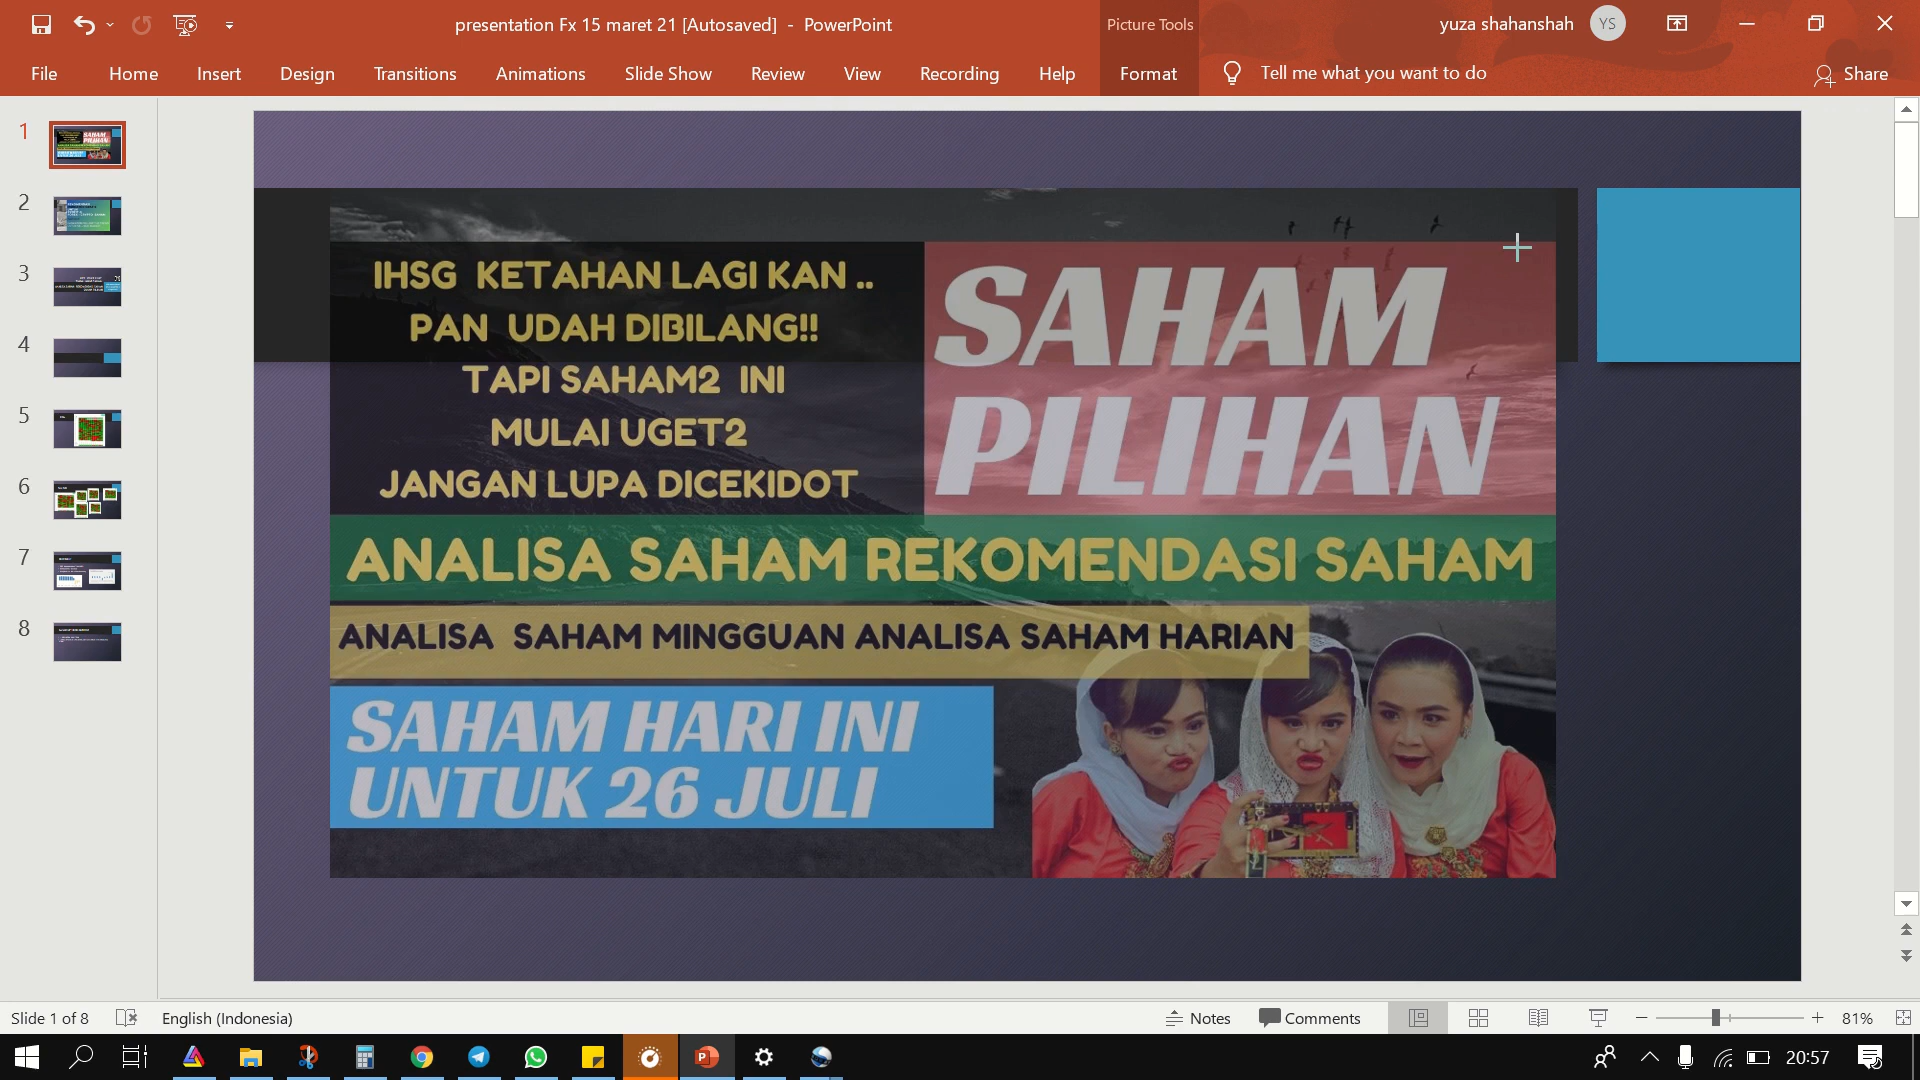 presentation Fx 15 maret 21 [Autosaved] - PowerPoint
Picture Tools
yuza shahanshah
YS
File
Home
Insert
Design
Transitions
Animations
Slide Show
Review
View
Recording
Help
Format
Tell me what you want to do
Share
1
2
3
4
5
6
7
8
IHSG KETAHAN LAGI KAN ..
PAN UDAH DIBILANG!!
TAPI SAHAM2 INI
MULAI UGET2
JANGAN LUPA DICEKIDOT
SAHAM
PILIHAN
ANALISA SAHAM REKOMENDASI SAHAM
ANALISA SAHAM MINGGUAN ANALISA SAHAM HARIAN
SAHAM HARI INI
UNTUK 26 JULI
Slide 1 of 8
English (Indonesia)
Notes
Comments
81%
20:57